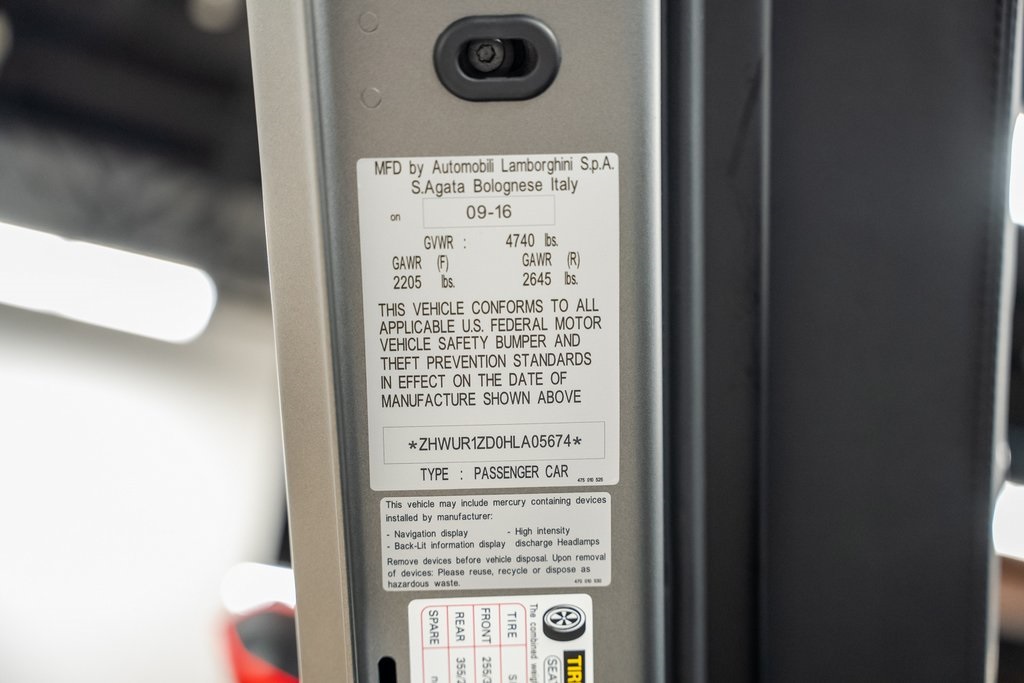 MFD by Automobili Lamborghini S.p.A.
S.Agata Bolognese Italy
on 09-16
GVWR : 4740 lbs.
GAWR (F) GAWR (R)
2205 lbs. 2645 lbs.
THIS VEHICLE CONFORMS TO ALL
APPLICABLE U.S. FEDERAL MOTOR
VEHICLE SAFETY BUMPER AND
THEFT PREVENTION STANDARDS
IN EFFECT ON THE DATE OF
MANUFACTURE SHOWN ABOVE
*ZHWUR1ZD0HLA05674*
TYPE : PASSENGER CAR
This vehicle may include mercury containing devices
installed by manufacturer:
- Navigation display - High intensity
- Back-Lit information display discharge Headlamps
Remove devices before vehicle disposal. Upon removal
of devices: Please reuse, recycle or dispose as
hazardous waste.
The combined
TIRE
FRONT
REAR
SPARE